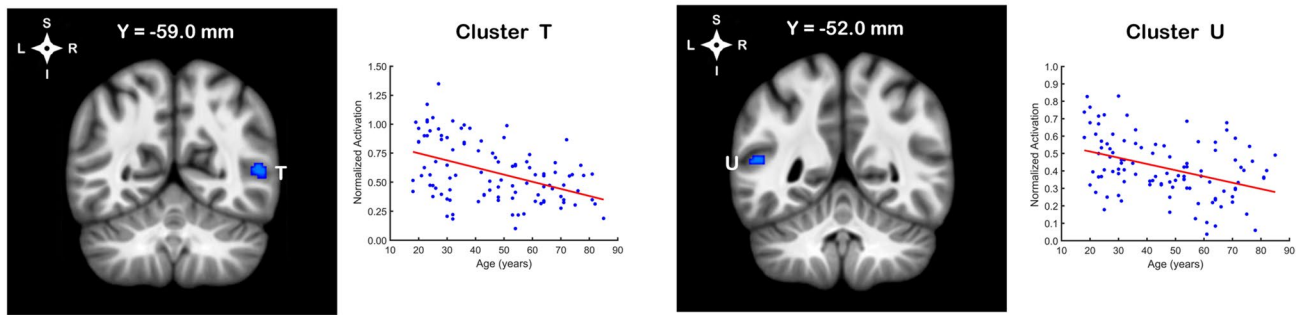 S
L R
I
Y = -59.0 mm
T
Cluster T
Normalized Activation
1.50
1.25
1.00
0.75
0.50
0.25
0.00
10 20 30 40 50 60 70 80 90
Age (years)
S
L R
I
Y = -52.0 mm
U
Cluster U
Normalized Activation
1.0
0.9
0.8
0.7
0.6
0.5
0.4
0.3
0.2
0.1
0.0
10 20 30 40 50 60 70 80 90
Age (years)